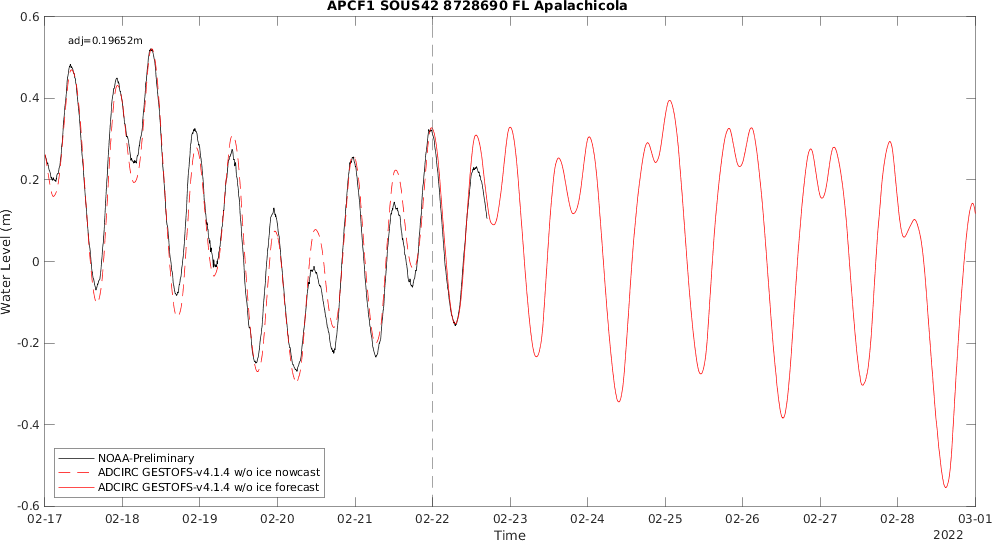 APCF1 SOUS42 8728690 FL Apalachicola
adj=0.19652m
0.6
0.4
0.2
0
-0.2
-0.4
-0.6
Water Level (m)
NOAA-Preliminary
ADCIRC GESTOFS-v4.1.4 w/o ice nowcast
ADCIRC GESTOFS-v4.1.4 w/o ice forecast
02-17 02-18 02-19 02-20 02-21 02-22 02-23 02-24 02-25 02-26 02-27 02-28 03-01
Time
2022